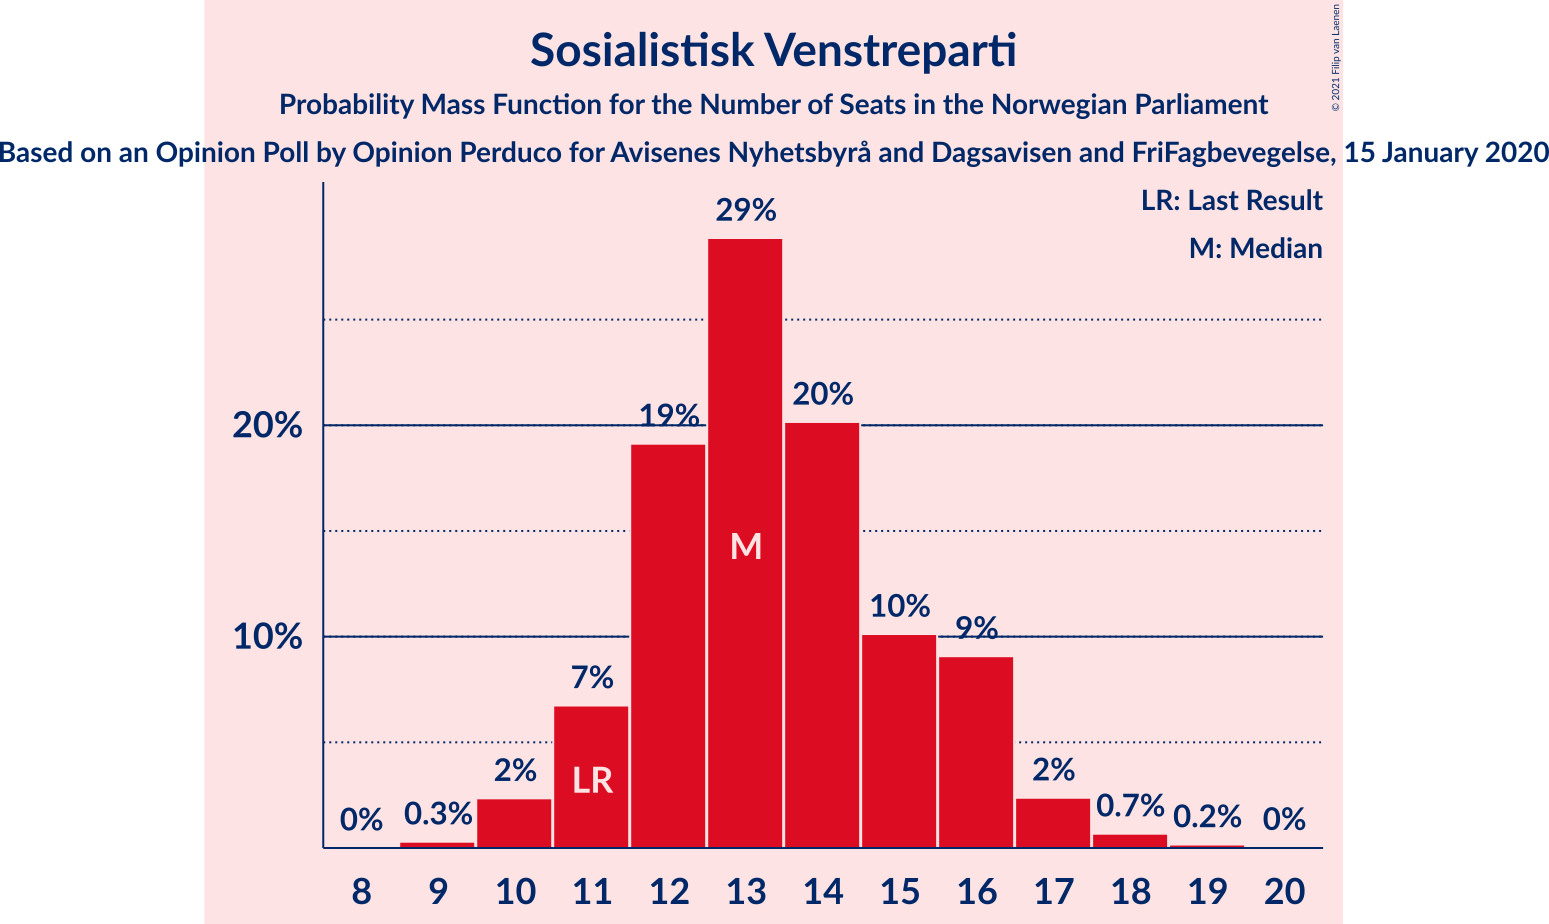 Sosialistisk Venstreparti
Probability Mass Function for the Number of Seats in the Norwegian Parliament
Based on an Opinion Poll by Opinion Perduco for Avisenes Nyhetsbyrå and Dagsavisen and FriFagbevegelse, 15 January 2020
© 2021 Filip van Laenen
LR: Last Result
M: Median
29%
20%
19%
20%
M
10%
9%
10%
7%
LR
2%
2%
0%
0.3%
0.7%
0.2%
0%
8 9 10 11 12 13 14 15 16 17 18 19 20